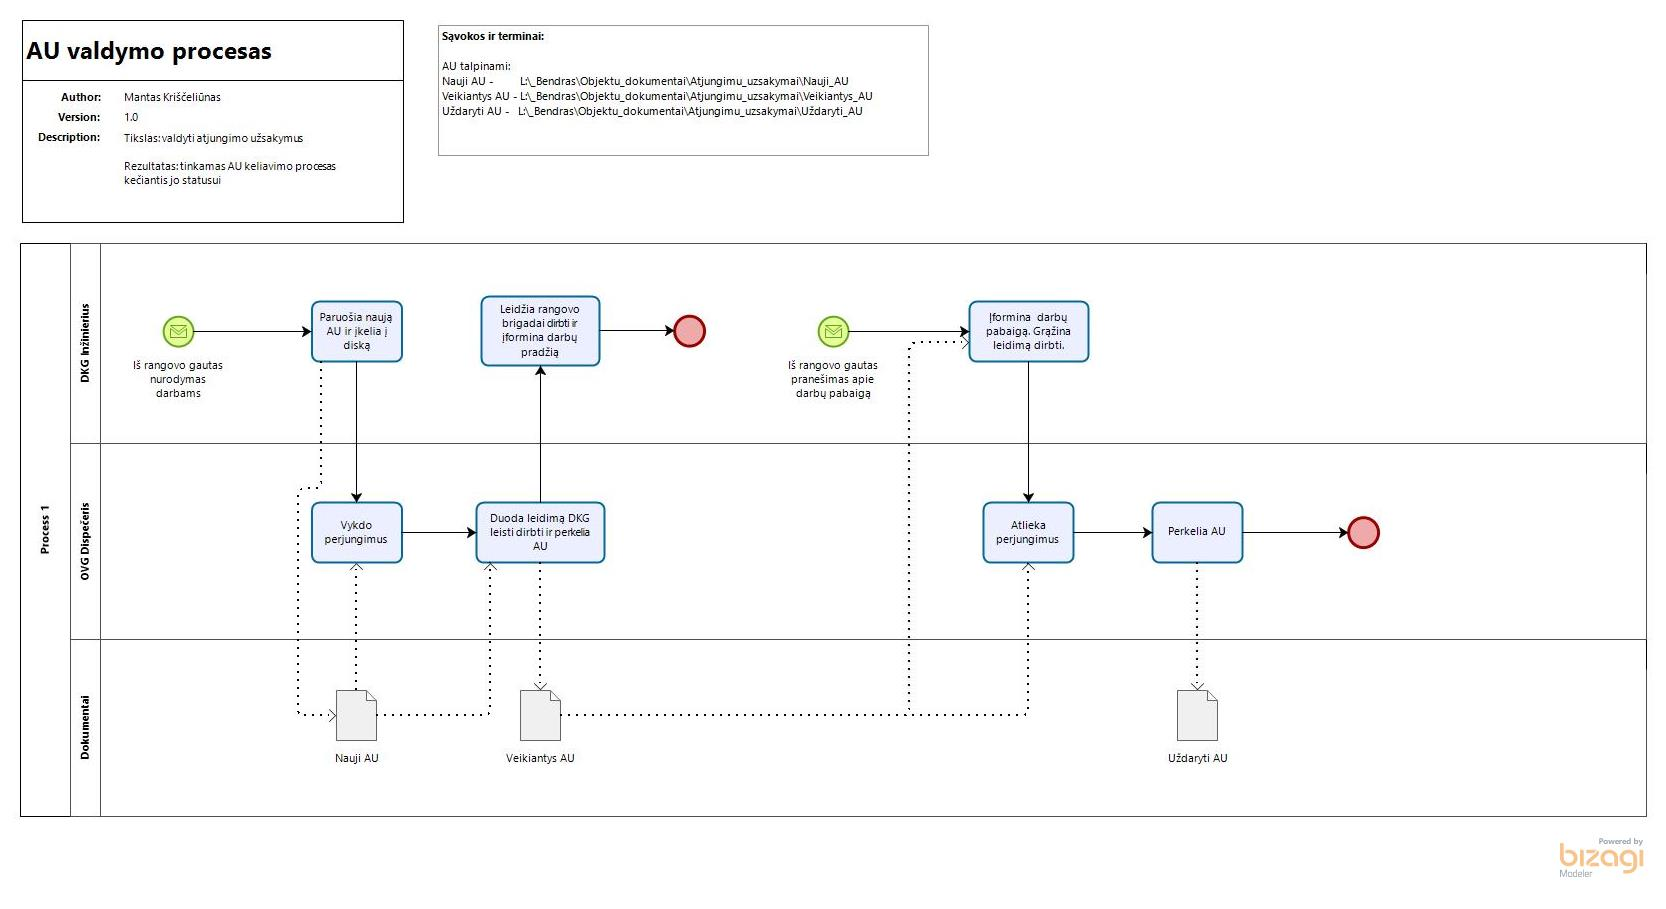 AU valdymo procesas
Author: Mantas Kriščeliūnas
Version: 1.0
Description: Tikslas: valdyti atjungimo užsakymus
Rezultatas: tinkamas AU keliavimo procesas
kečiantis jo statusui
Sąvokos ir terminai:
AU talpinami:
Nauji AU - L:\_Bendras\Objektu_dokumentai\Atjungimu_uzsakymai\Nauji_AU
Veikiantys AU - L:\_Bendras\Objektu_dokumentai\Atjungimu_uzsakymai\Veikiantys_AU
Uždaryti AU - L:\_Bendras\Objektu_dokumentai\Atjungimu_uzsakymai\Uždaryti_AU
Process 1
DKG Inžinierius
Iš rangovo gautas
nurodymas
darbams
Paruošia naują
AU ir įkelia į
diską
Leidžia rangovo
brigadai dirbti ir
įformina darbų
pradžią
Iš rangovo gautas
pranešimas apie
darbų pabaigą
Įformina darbų
pabaigą. Grąžina
leidimą dirbti.
OVG Dispečeris
Vykdo
perjungimus
Duoda leidimą DKG
leisti dirbti ir perkelia
AU
Atlieka
perjungimus
Perkelia AU
Dokumentai
Nauji AU
Veikiantys AU
Uždaryti AU
Powered by
bizagi
Modeler